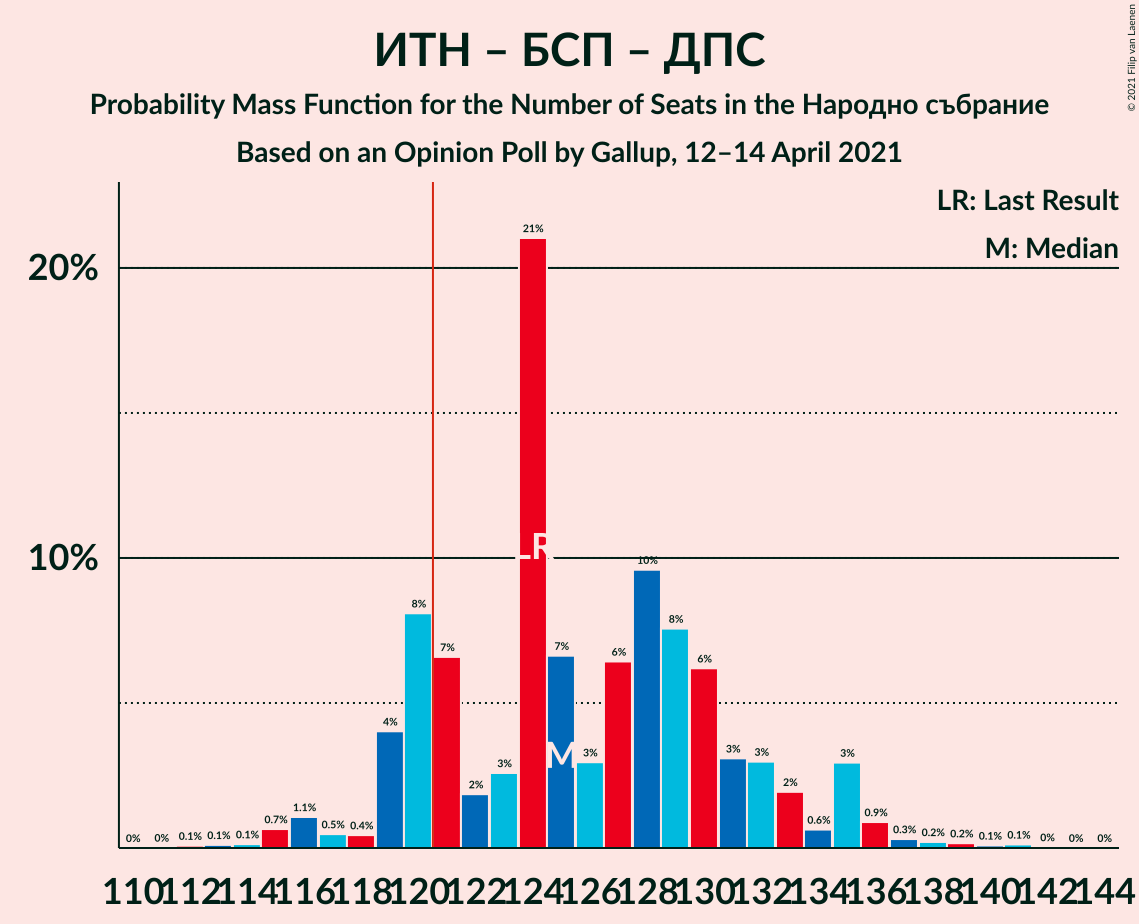 ИТН – БСП – ДПС
Probability Mass Function for the Number of Seats in the Народно събрание
Based on an Opinion Poll by Gallup, 12–14 April 2021
© 2021 Filip van Laenen
LR: Last Result
M: Median
20%
10%
0% 0% 0.1% 0.1% 0.1% 0.7% 1.1% 0.5% 0.4% 4% 8% 7% 2% 3% 21% 7% 3% 6% 10% 8% 6% 3% 3% 2% 0.6% 3% 0.9% 0.3% 0.2% 0.2% 0.1% 0.1% 0% 0% 0%
LR
M
110 112 114 116 118 120 122 124 126 128 130 132 134 136 138 140 142 144